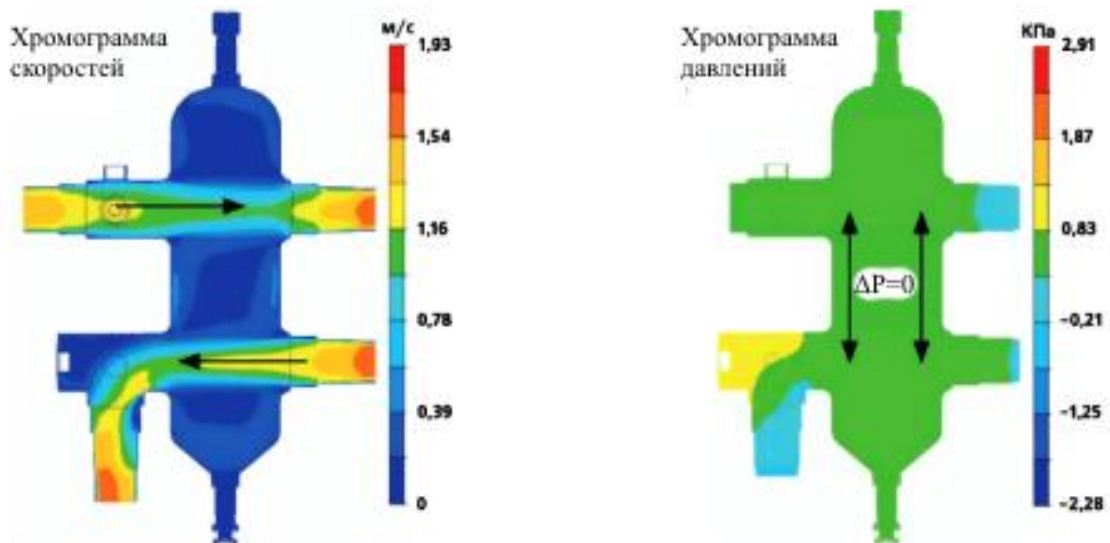 Хромограмма
скоростей
м/с
1,93
1,54
1,16
0,78
0,39
0
Хромограмма
давлений
КПа
2,91
1,87
0,83
−0,21
−1,25
−2,28
ΔP=0